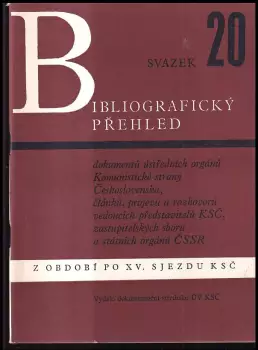 SVAZEK 20
BIBLIOGRAFICKÝ
PŘEHLED
dokumentů ústředních orgánů
Komunistické strany
Československa,
článků, projevů a rozhovorů
vedoucích představitelů KSČ,
zastupitelských sborů
a státních orgánů ČSSR
Z OBDOBÍ PO XV. SJEZDU KSČ
Vydalo dokumentační středisko ÚV KSČ